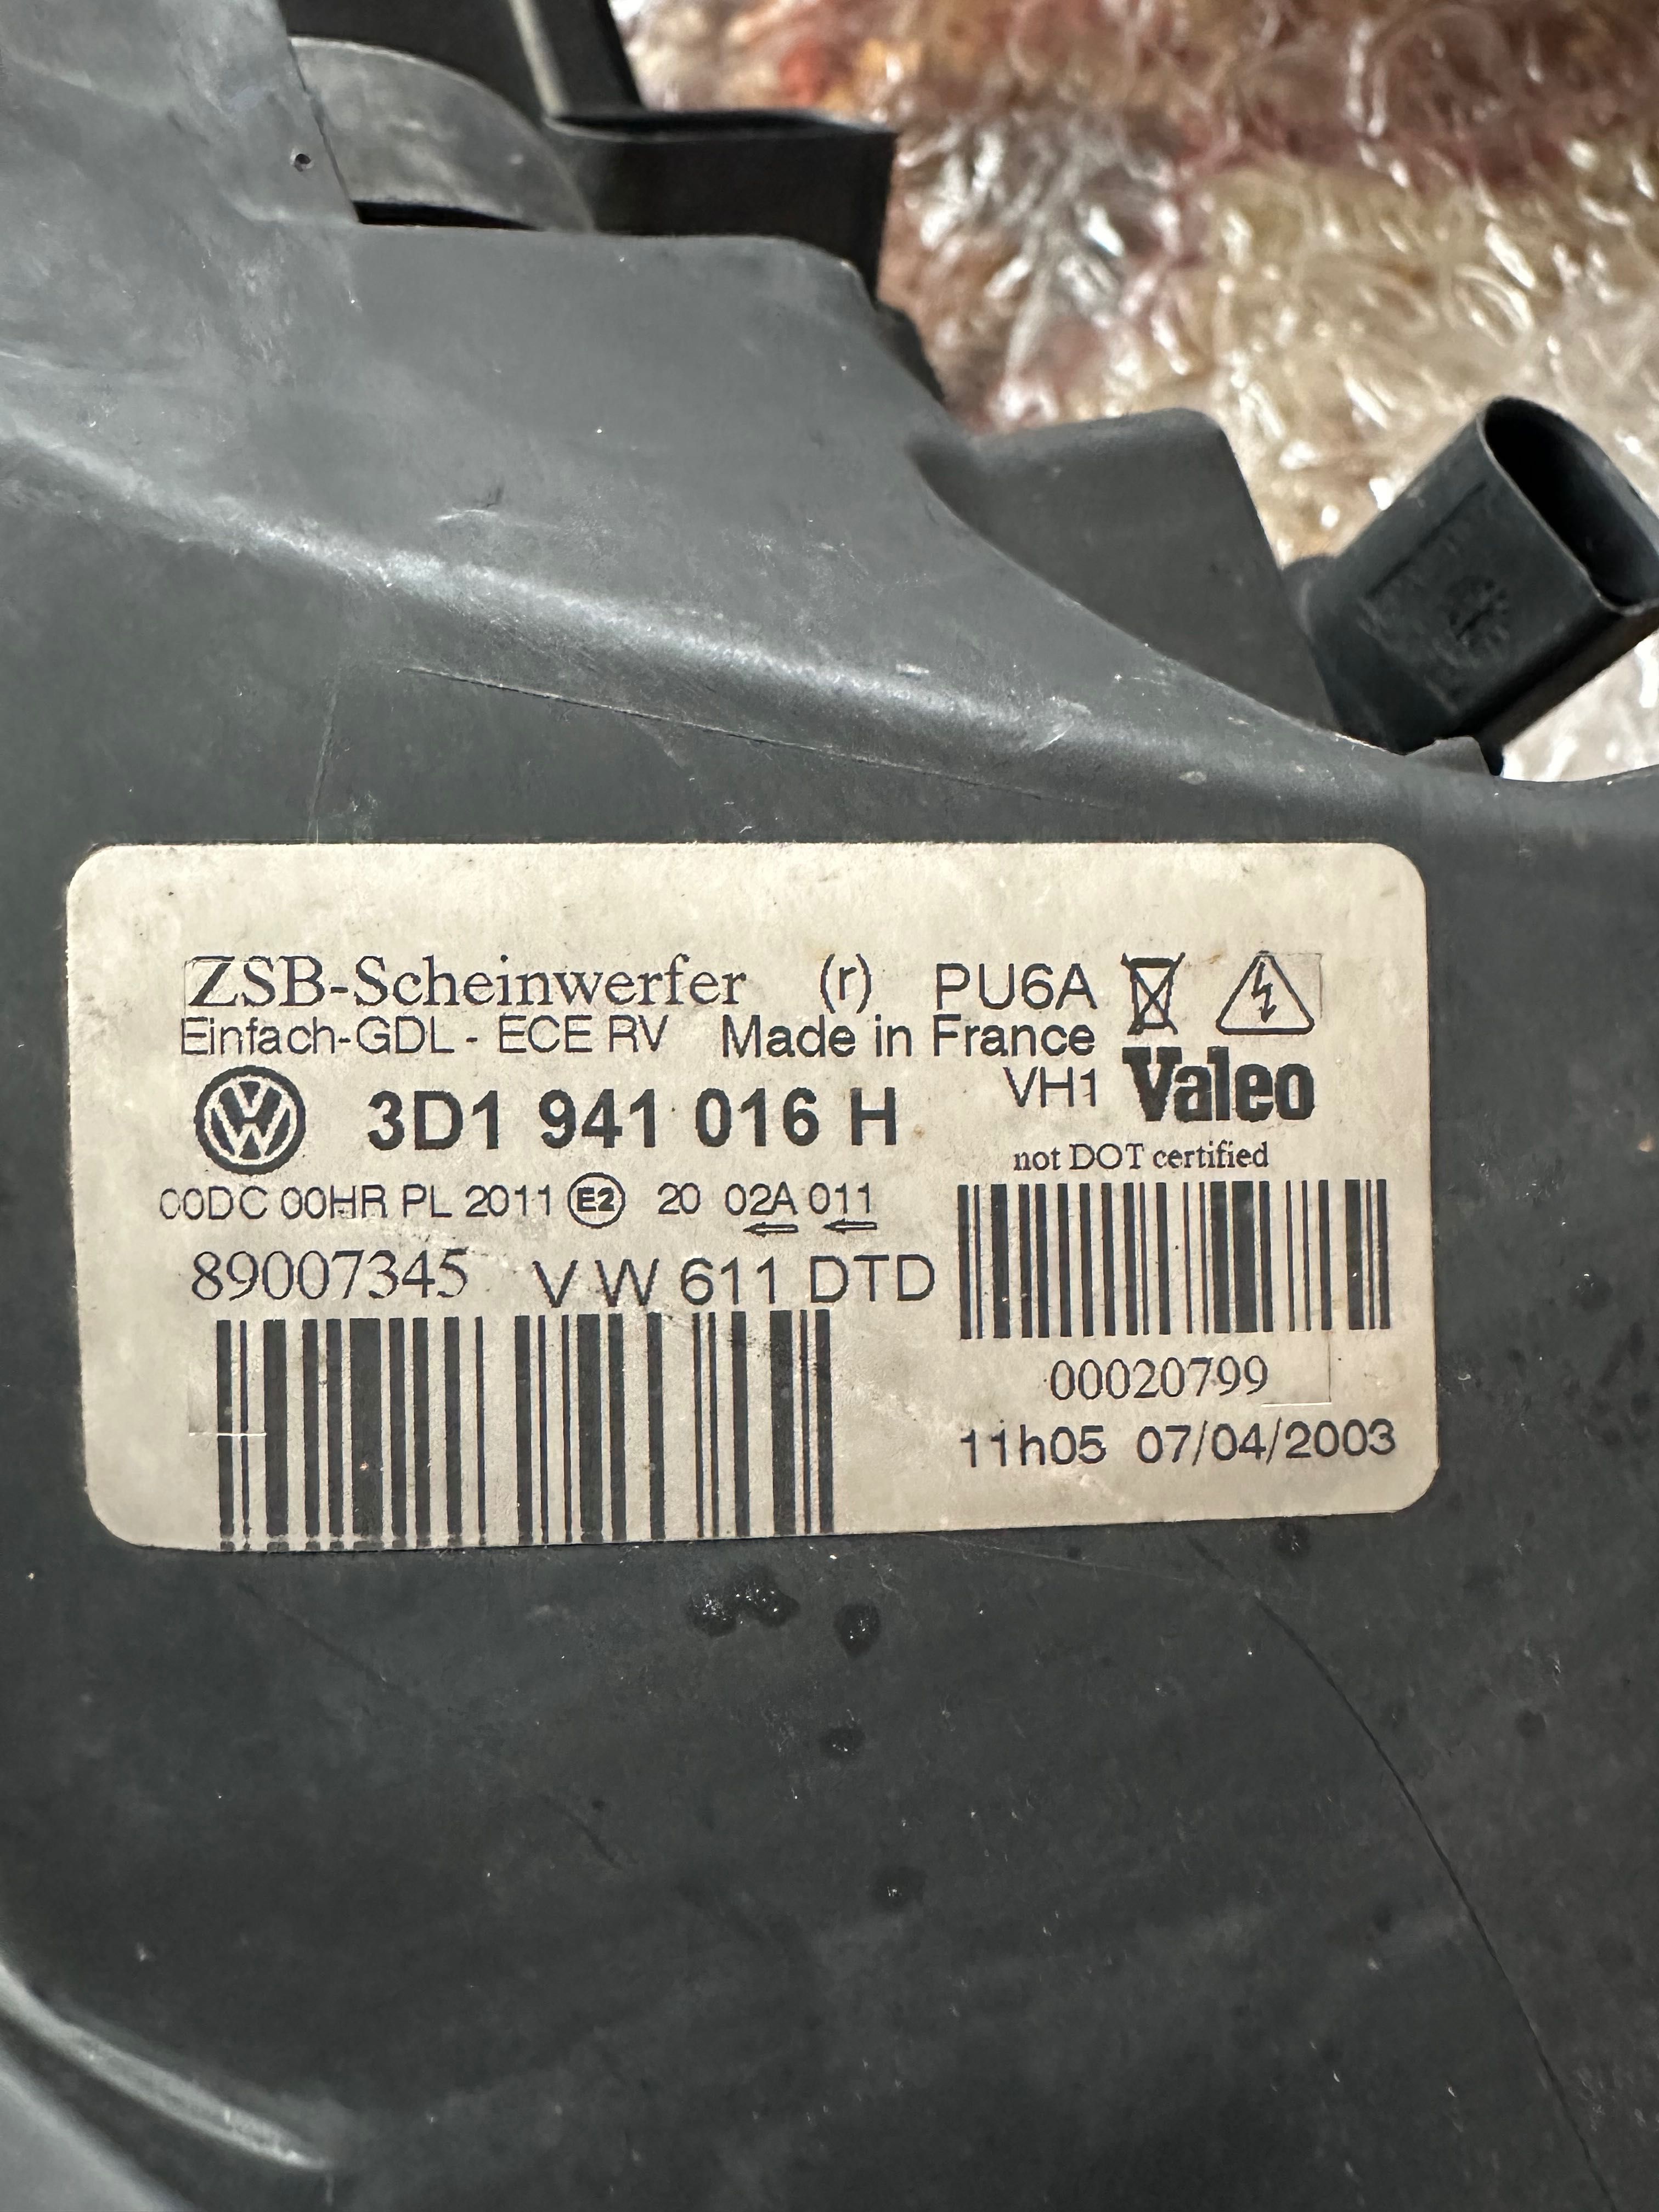 ZSB-Scheinwerfer (r) PU6A
Einfach-GDL - ECE RV Made in France
3D1 941 016 H VH1 Valeo
not DOT certified
00DC 00HR PL 2011 E2 20 02A 011
89007345 VW 611 DTD
00020799
11h05 07/04/2003